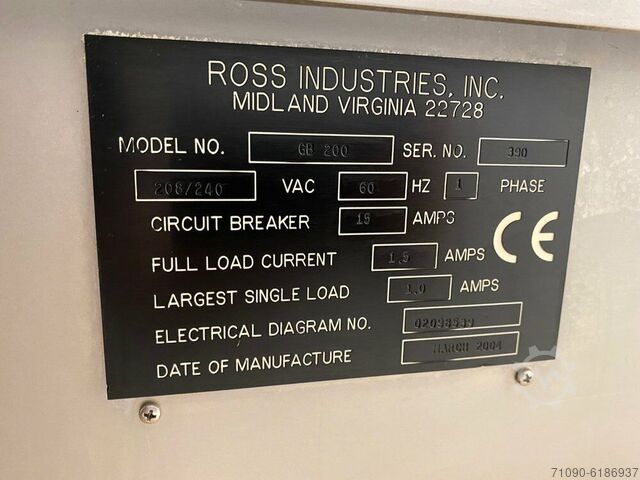 ROSS INDUSTRIES, INC.
MIDLAND VIRGINIA 22728
MODEL NO. GB 200 SER. NO. 390
208/240 VAC 60 HZ 1 PHASE
CIRCUIT BREAKER 15 AMPS
FULL LOAD CURRENT 1.5 AMPS
LARGEST SINGLE LOAD 1.0 AMPS
CE
ELECTRICAL DIAGRAM NO.
DATE OF MANUFACTURE MARCH 2004
71090-6186937